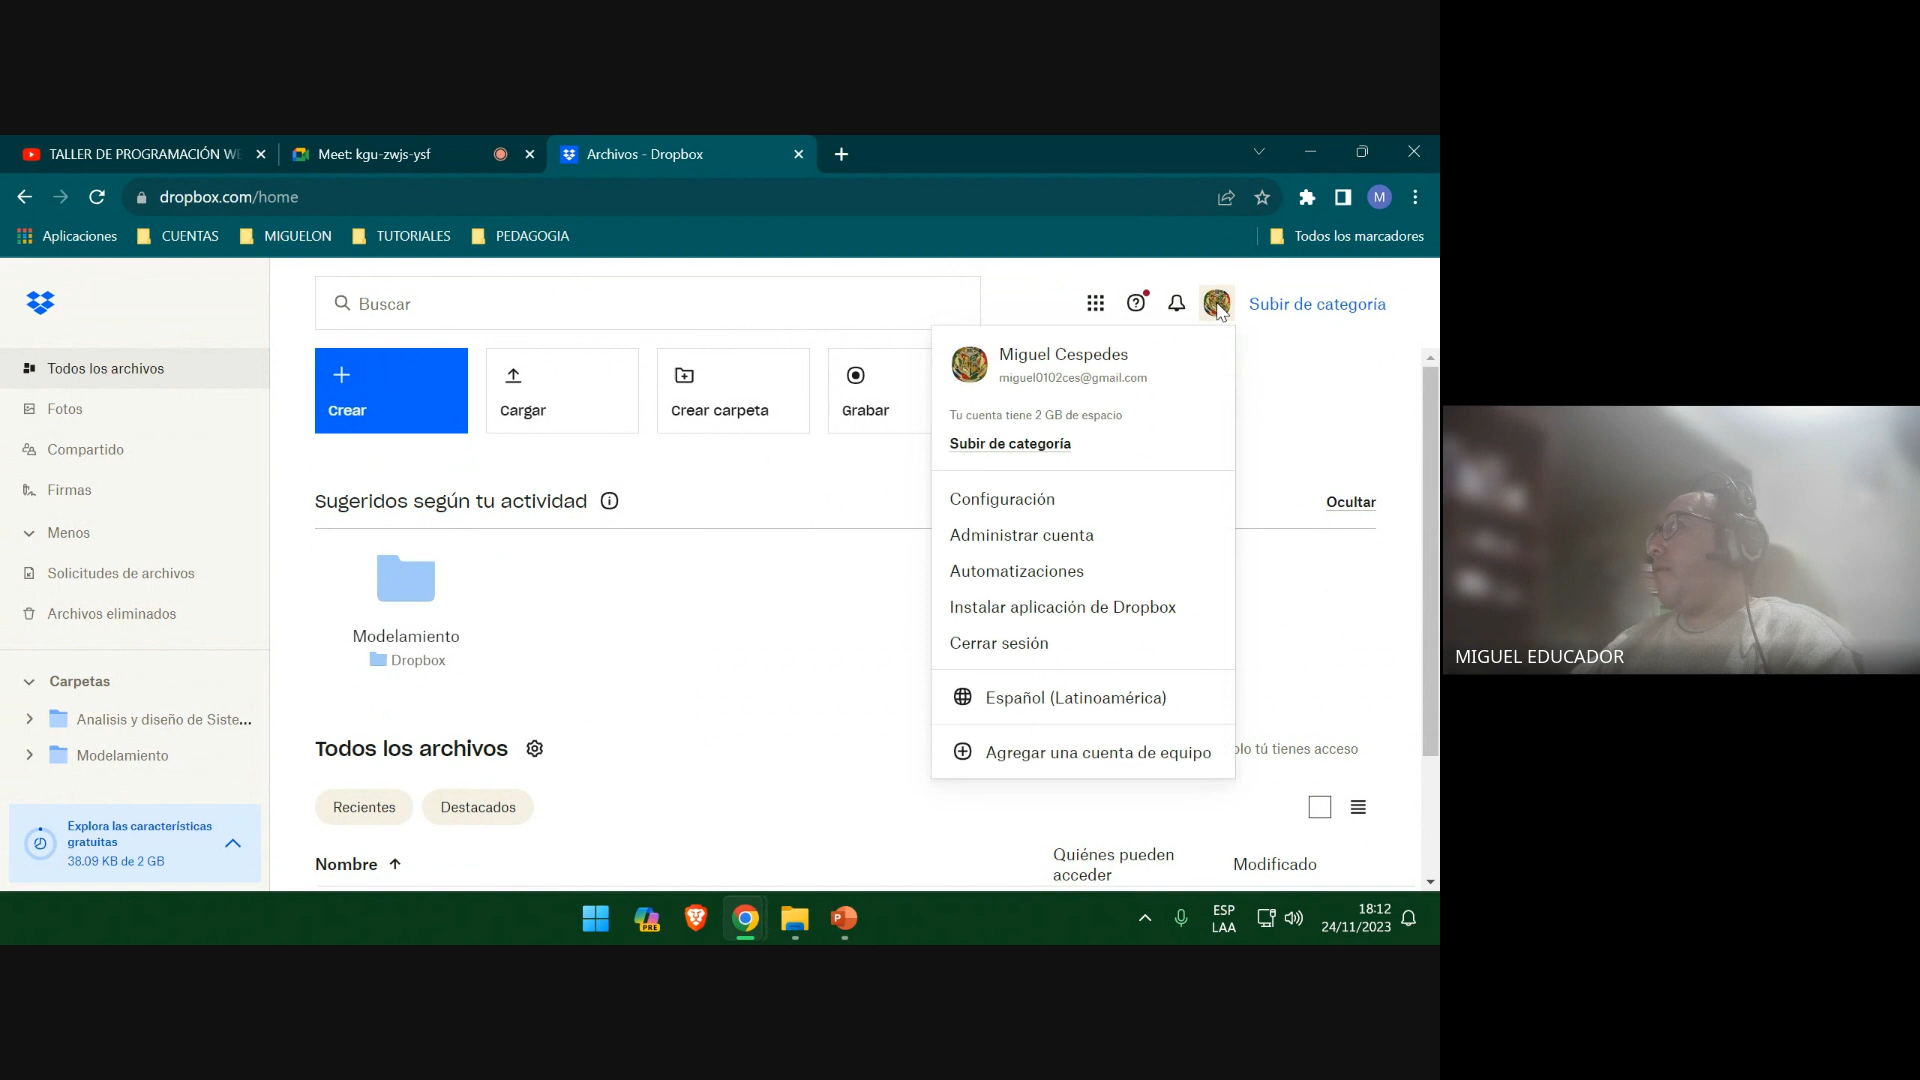 TALLER DE PROGRAMACIÓN WE
Meet: kgu-zwjs-ysf
Archivos - Dropbox
dropbox.com/home
M
Aplicaciones
CUENTAS
MIGUELON
TUTORIALES
PEDAGOGIA
Todos los marcadores
Buscar
Subir de categoría
Todos los archivos
Fotos
Compartido
Firmas
Menos
Solicitudes de archivos
Archivos eliminados
Carpetas
Analisis y diseño de Siste...
Modelamiento
Explora las características
gratuitas
38.09 KB de 2 GB
Crear
Cargar
Crear carpeta
Grabar
Sugeridos según tu actividad
Ocultar
Modelamiento
Dropbox
Todos los archivos
olo tú tienes acceso
Recientes
Destacados
Nombre
Quiénes pueden
acceder
Modificado
Miguel Cespedes
miguel0102ces@gmail.com
Tu cuenta tiene 2 GB de espacio
Subir de categoría
Configuración
Administrar cuenta
Automatizaciones
Instalar aplicación de Dropbox
Cerrar sesión
Español (Latinoamérica)
Agregar una cuenta de equipo
PRE
P
ESP
LAA
18:12
24/11/2023
MIGUEL EDUCADOR